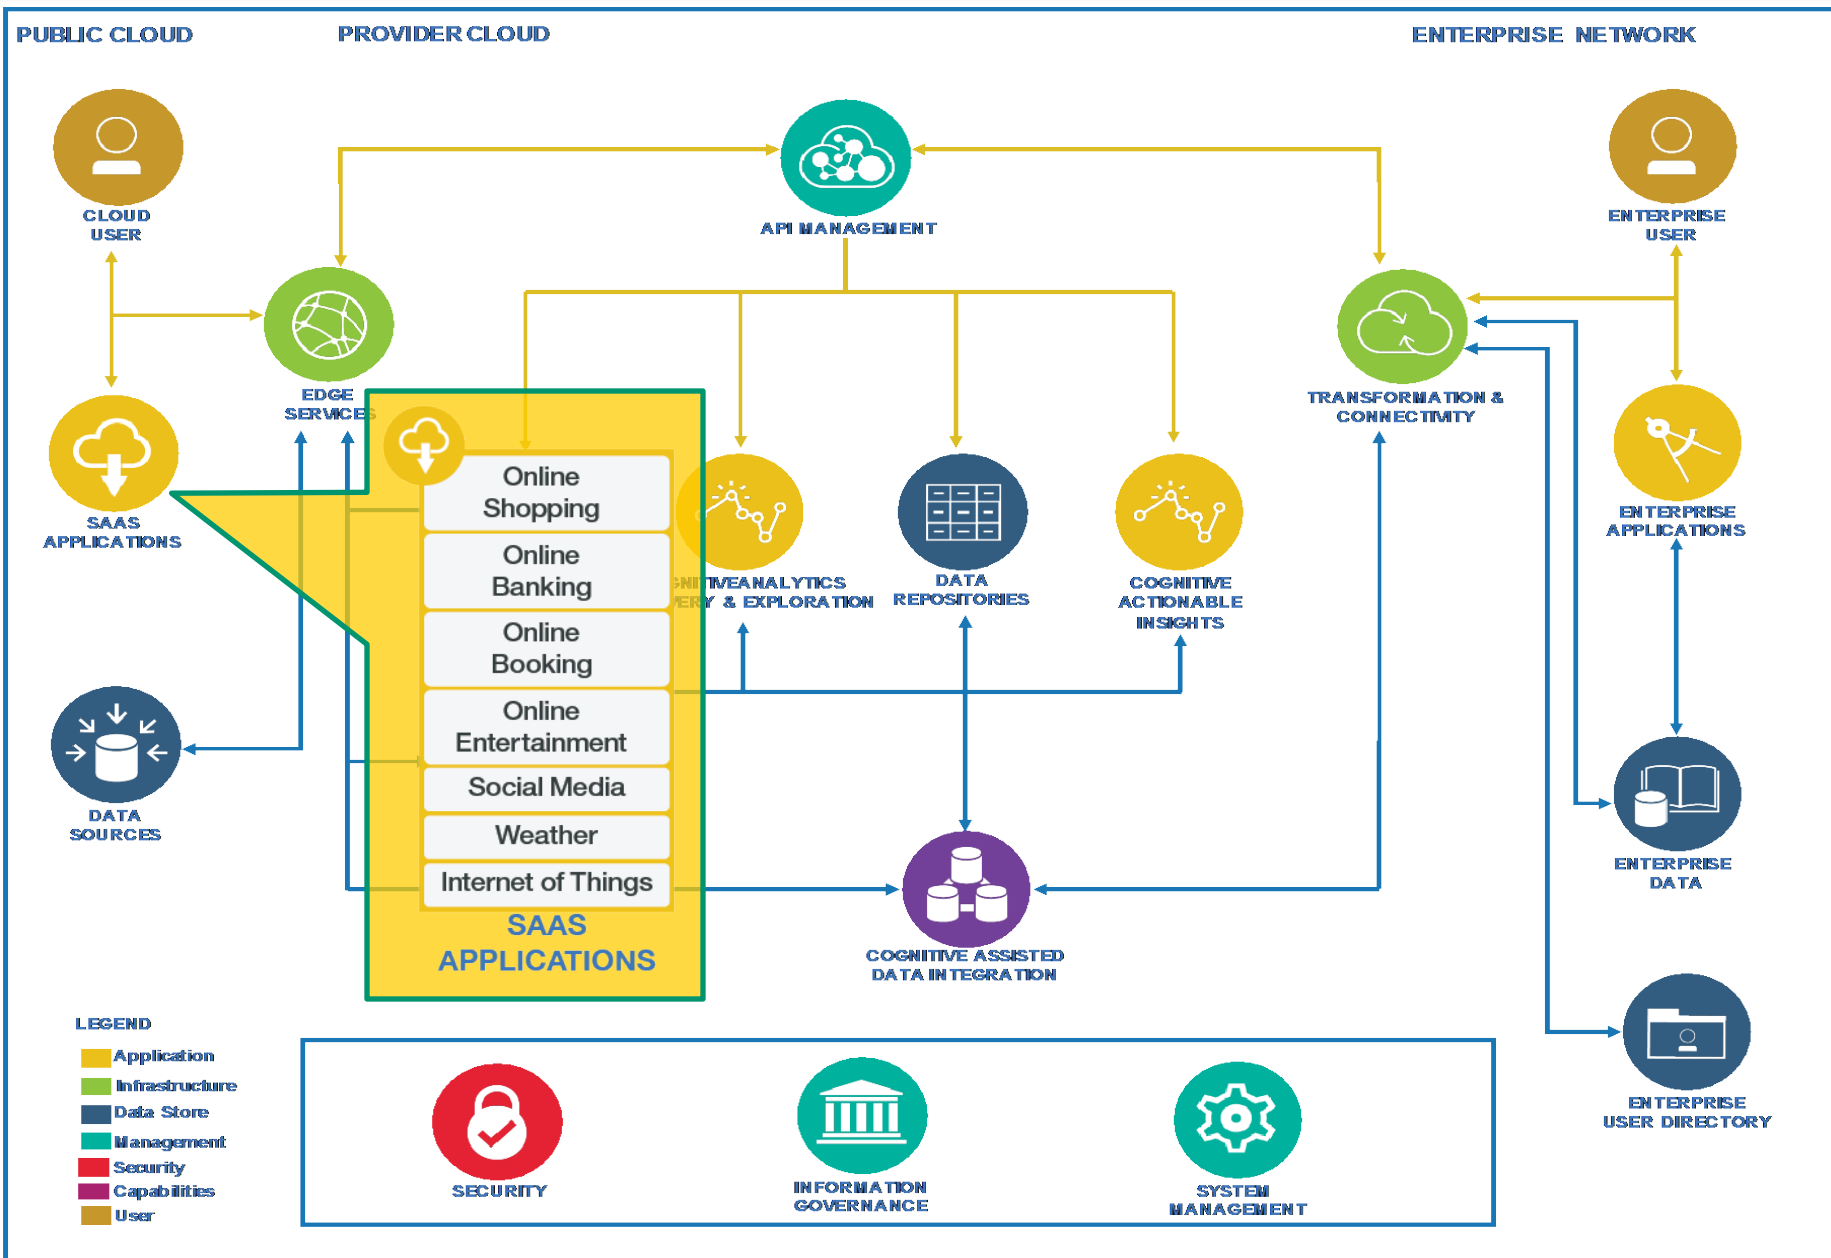 PUBLIC CLOUD
PROVIDER CLOUD
ENTERPRISE NETWORK
CLOUD
USER
API MANAGEMENT
ENTERPRISE
USER
EDGE
SERVICES
TRANSFORMATION &
CONNECTIVITY
SAAS
APPLICATIONS
ENTERPRISE
APPLICATIONS
Online
Shopping
Online
Banking
Online
Booking
Online
Entertainment
Social Media
Weather
Internet of Things
SAAS
APPLICATIONS
ANALYTICS
& EXPLORATION
DATA
REPOSITORIES
COGNITIVE
ACTIONABLE
INSIGHTS
DATA
SOURCES
ENTERPRISE
DATA
COGNITIVE ASSISTED
DATA INTEGRATION
ENTERPRISE
USER DIRECTORY
LEGEND
Application
Infrastructure
Data Store
Management
Security
Capabilities
User
SECURITY
INFORMATION
GOVERNANCE
SYSTEM
MANAGEMENT